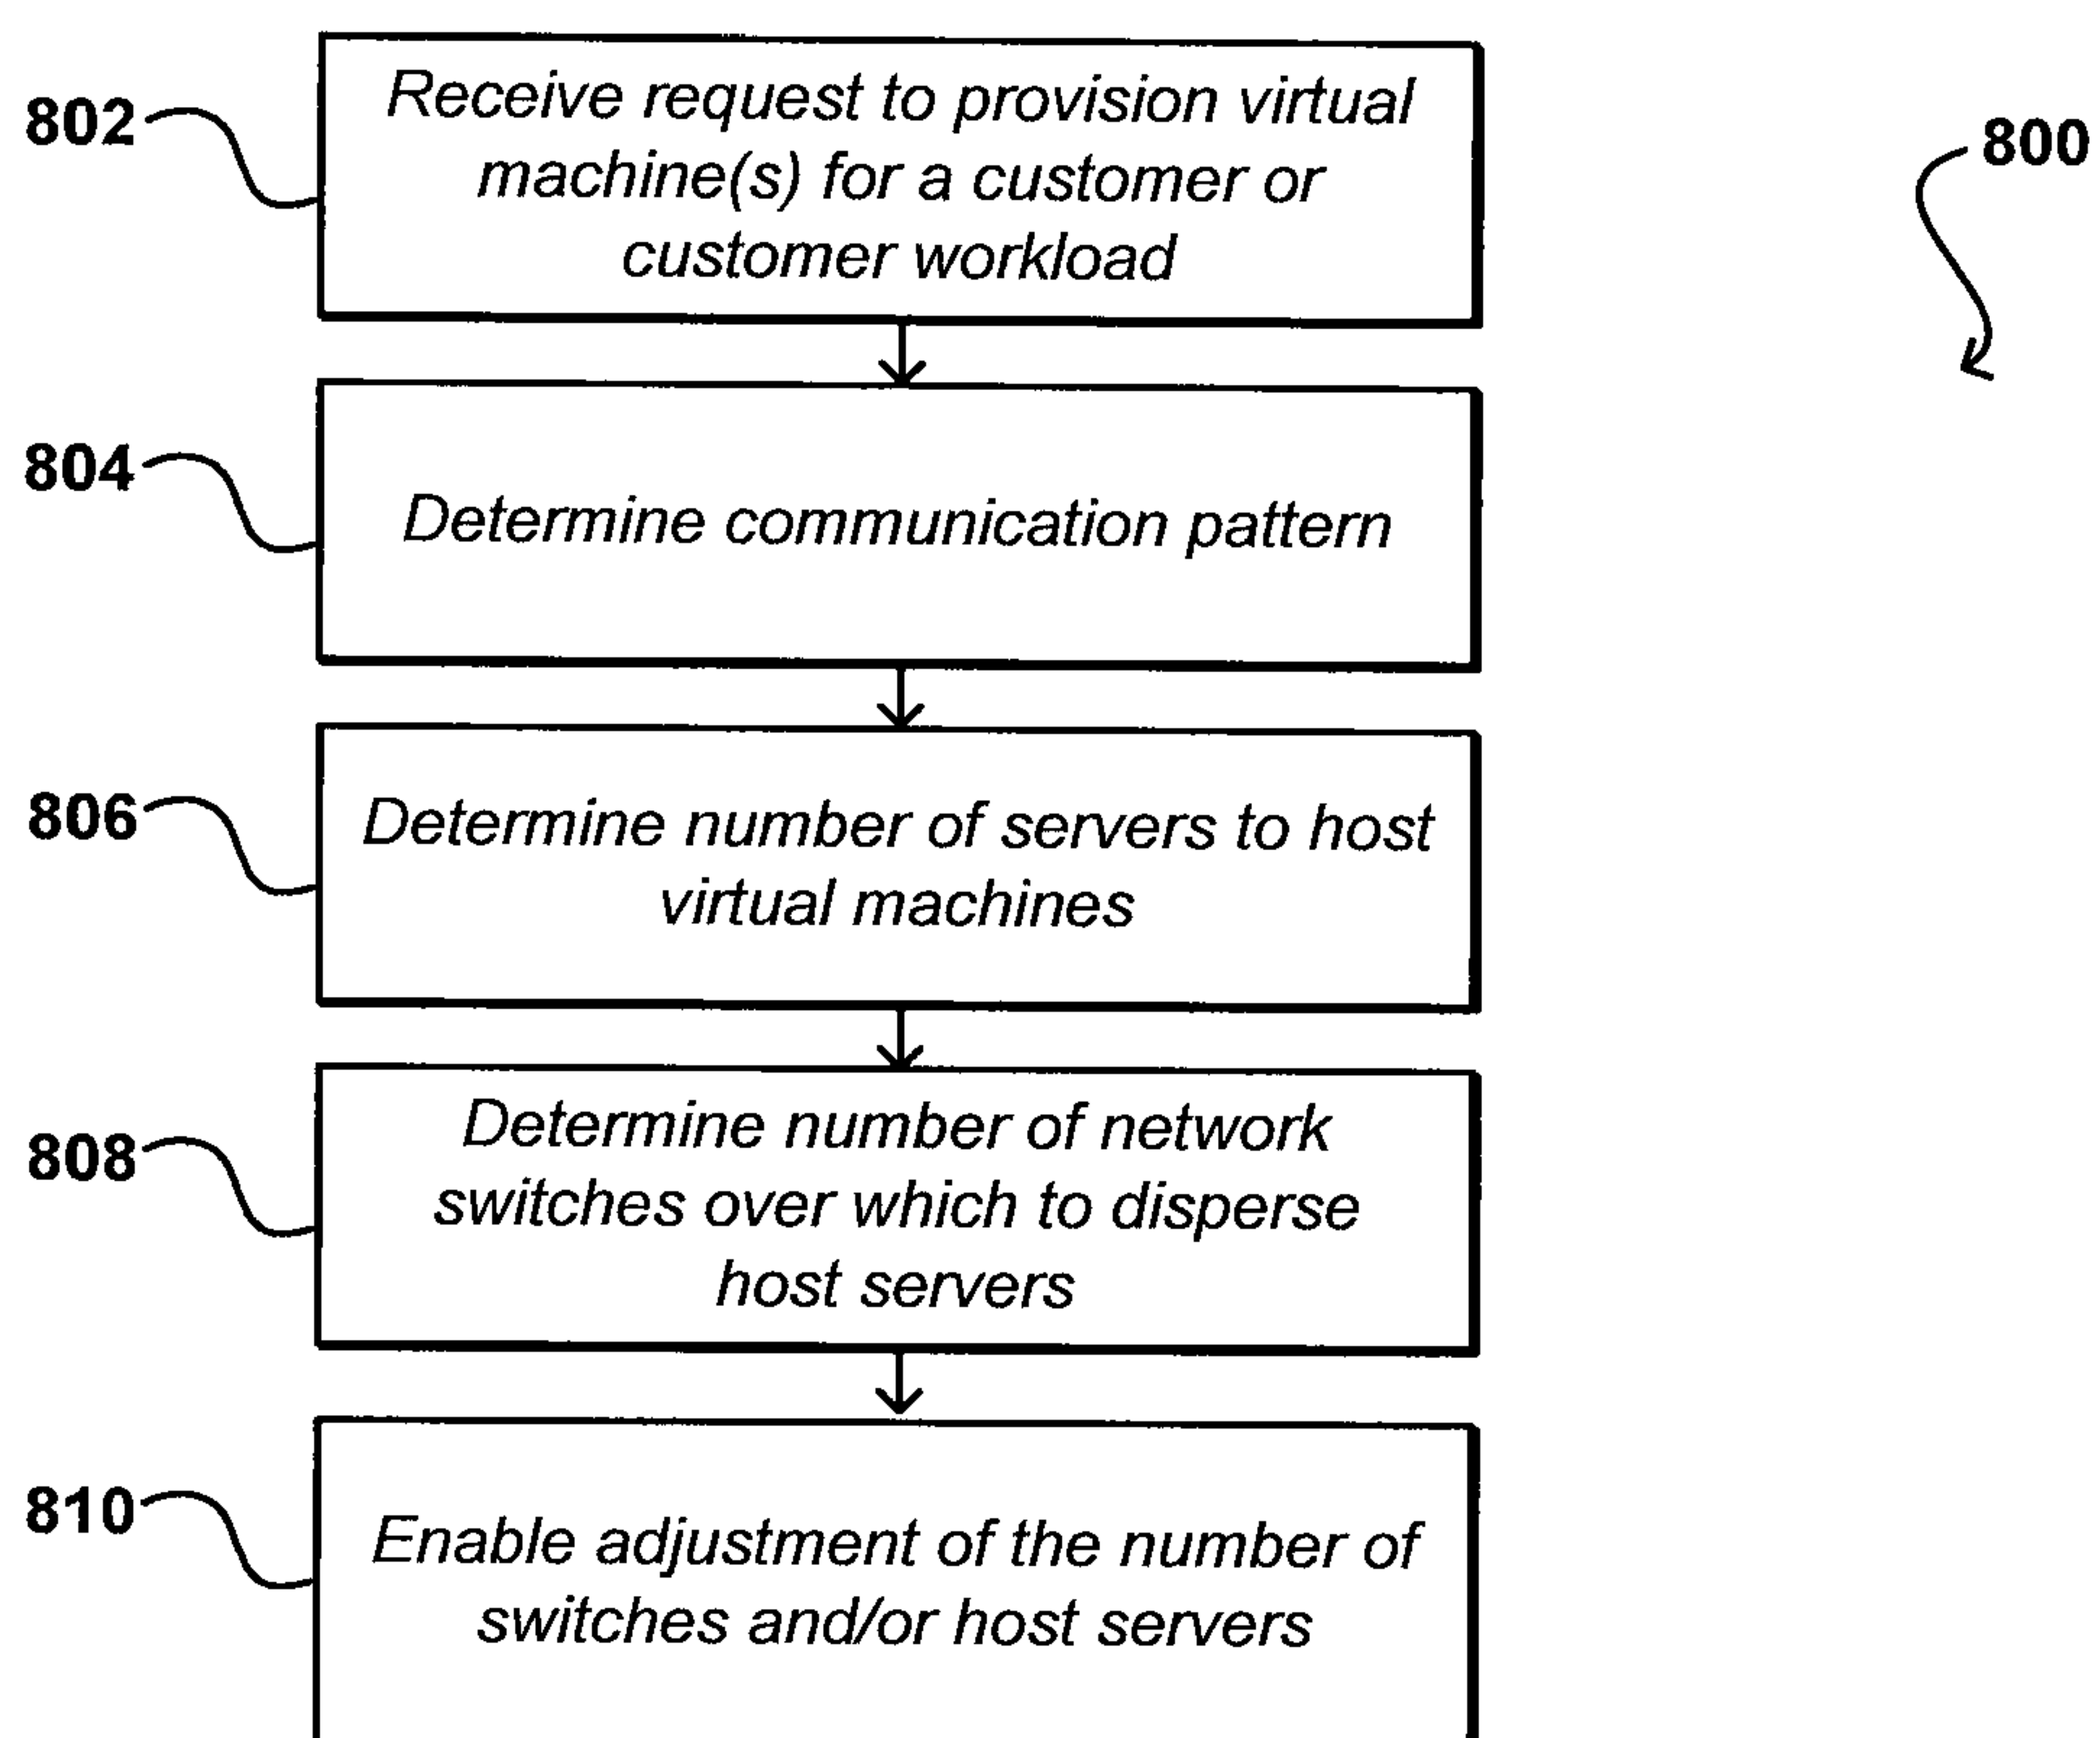 802
Receive request to provision virtual
machine(s) for a customer or
customer workload
800
804
Determine communication pattern
806
Determine number of servers to host
virtual machines
808
Determine number of network
switches over which to disperse
host servers
810
Enable adjustment of the number of
switches and/or host servers